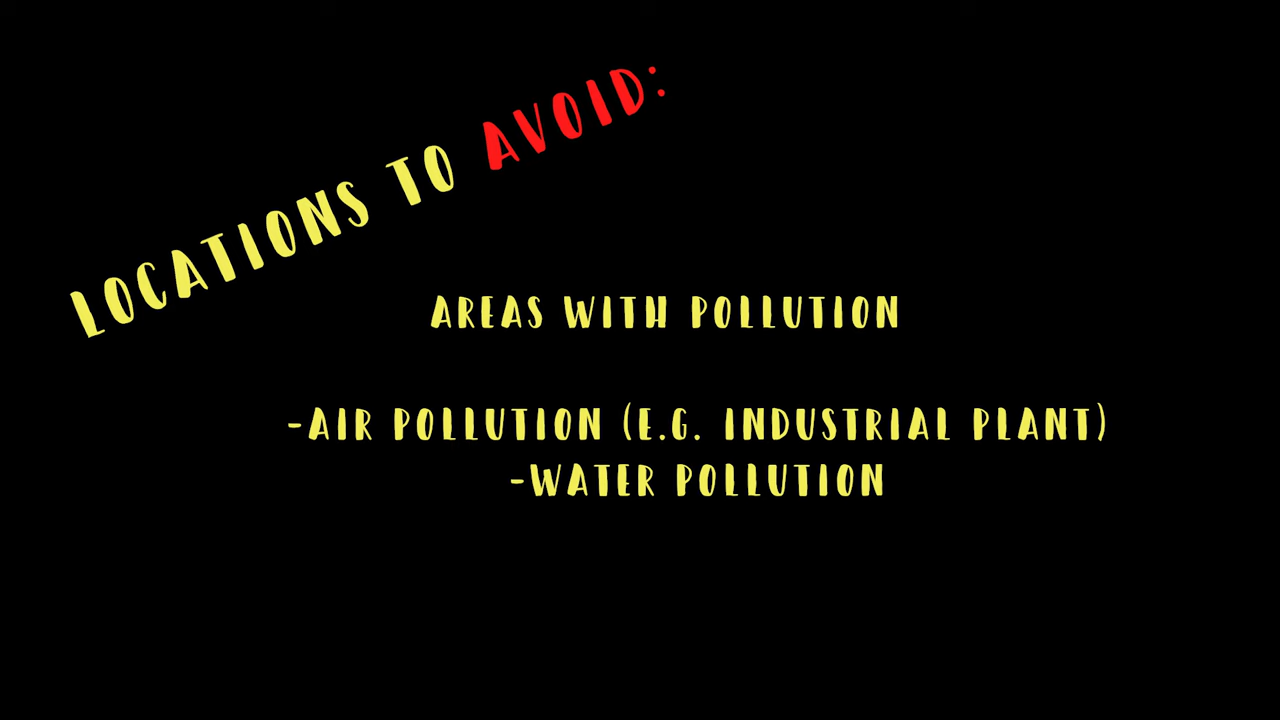 LOCATIONS TO AVOID:
AREAS WITH POLLUTION
-AIR POLLUTION (E.G. INDUSTRIAL PLANT)
-WATER POLLUTION